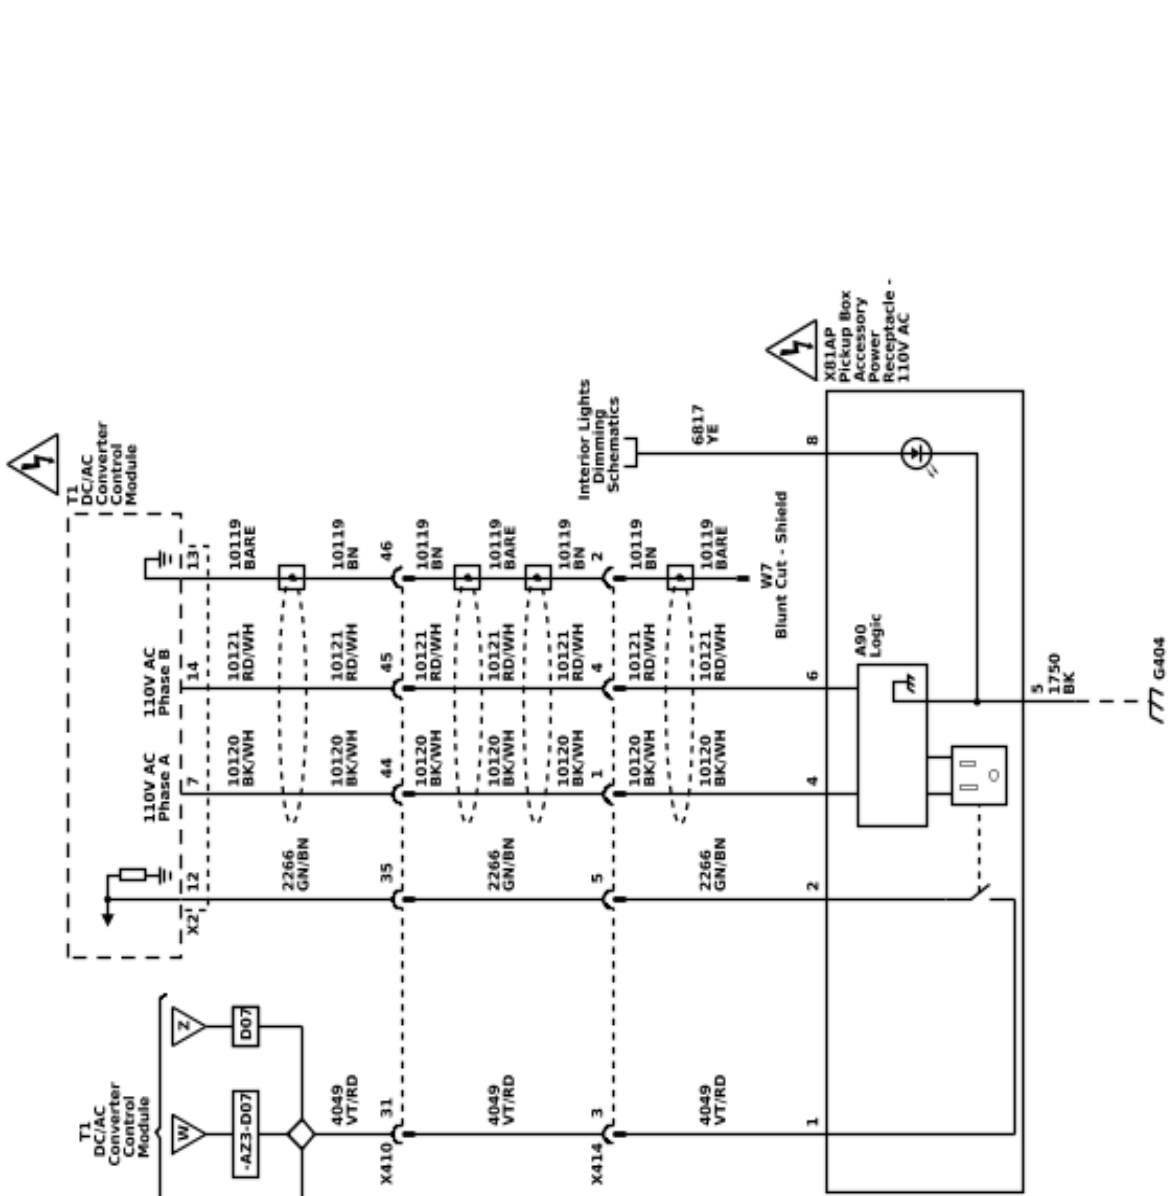 T1
DC/AC
Converter
Control
Module
110V AC
Phase A
110V AC
Phase B
X2
12
7
14
13
2266
GN/BN
10120
BK/WH
10121
RD/WH
10119
BARE
10120
BK/WH
10121
RD/WH
10119
BN
35
44
45
46
T1
DC/AC
Converter
Control
Module
W
Z
-AZ3-D07
D07
4049
VT/RD
X410
31
4049
VT/RD
2266
GN/BN
10120
BK/WH
10121
RD/WH
10119
BN
10119
BARE
10120
BK/WH
10121
RD/WH
10119
BN
X414
3
5
1
4
2
Interior Lights
Dimming
Schematics
4049
VT/RD
2266
GN/BN
10120
BK/WH
10121
RD/WH
10119
BN
10120
BK/WH
10121
RD/WH
10119
BARE
6817
YE
W7
Blunt Cut - Shield
1
2
4
6
8
X81AP
Pickup Box
Accessory
Power
Receptacle -
110V AC
A90
Logic
5
1750
BK
G404